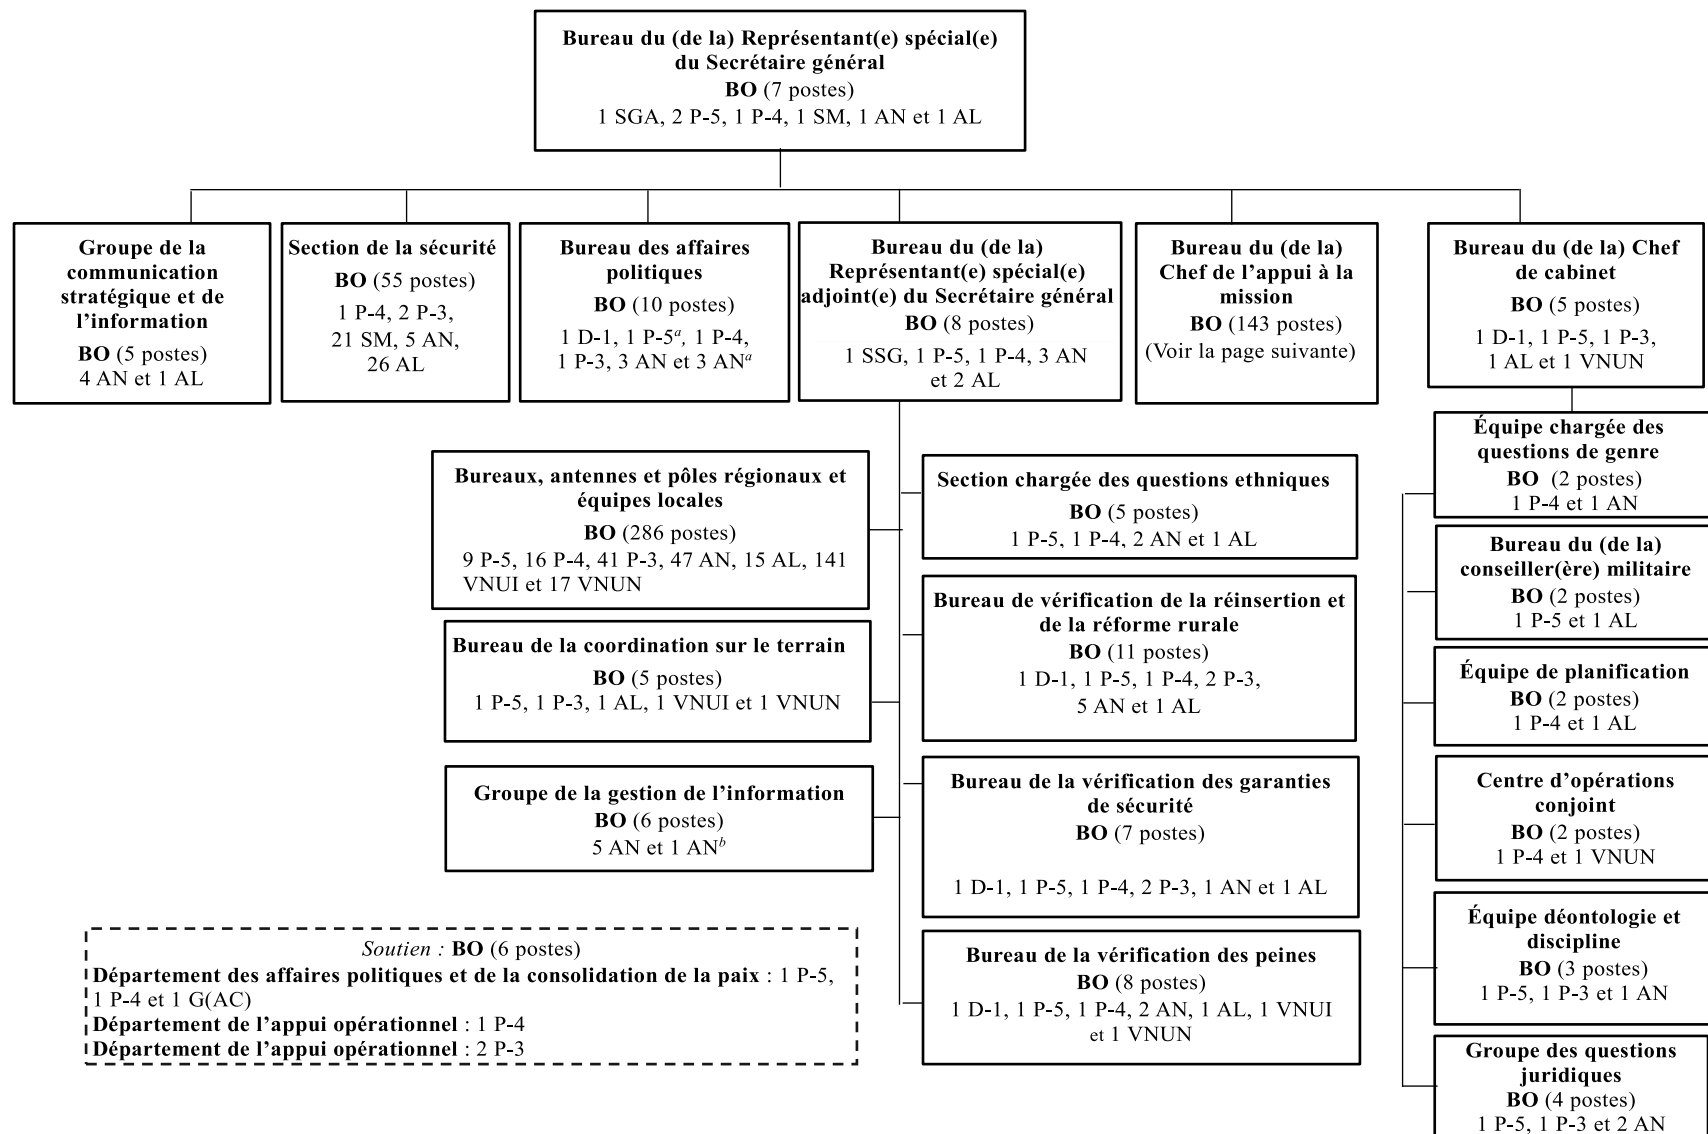 Bureau du (de la) Représentant(e) spécial(e)
du Secrétaire général
BO (7 postes)
1 SGA, 2 P-5, 1 P-4, 1 SM, 1 AN et 1 AL
Groupe de la
communication
stratégique et de
l’information
BO (5 postes)
4 AN et 1 AL
Section de la sécurité
BO (55 postes)
1 P-4, 2 P-3,
21 SM, 5 AN,
26 AL
Bureau des affaires
politiques
BO (10 postes)
1 D-1, 1 P-5a, 1 P-4,
1 P-3, 3 AN et 3 ANa
Bureau du (de la)
Représentant(e) spécial(e)
adjoint(e) du Secrétaire général
BO (8 postes)
1 SSG, 1 P-5, 1 P-4, 3 AN
et 2 AL
Bureau du (de la)
Chef de l’appui à la
mission
BO (143 postes)
(Voir la page suivante)
Bureau du (de la) Chef
de cabinet
BO (5 postes)
1 D-1, 1 P-5, 1 P-3,
1 AL et 1 VNUN
Bureaux, antennes et pôles régionaux et
équipes locales
BO (286 postes)
9 P-5, 16 P-4, 41 P-3, 47 AN, 15 AL, 141
VNUI et 17 VNUN
Bureau de la coordination sur le terrain
BO (5 postes)
1 P-5, 1 P-3, 1 AL, 1 VNUI et 1 VNUN
Groupe de la gestion de l’information
BO (6 postes)
5 AN et 1 ANb
Section chargée des questions ethniques
BO (5 postes)
1 P-5, 1 P-4, 2 AN et 1 AL
Bureau de vérification de la réinsertion et
de la réforme rurale
BO (11 postes)
1 D-1, 1 P-5, 1 P-4, 2 P-3,
5 AN et 1 AL
Bureau de la vérification des garanties
de sécurité
BO (7 postes)
1 D-1, 1 P-5, 1 P-4, 2 P-3, 1 AN et 1 AL
Bureau de la vérification des peines
BO (8 postes)
1 D-1, 1 P-5, 1 P-4, 2 AN, 1 AL, 1 VNUI
et 1 VNUN
Équipe chargée des
questions de genre
BO (2 postes)
1 P-4 et 1 AN
Bureau du (de la)
conseiller(ère) militaire
BO (2 postes)
1 P-5 et 1 AL
Équipe de planification
BO (2 postes)
1 P-4 et 1 AL
Centre d’opérations
conjoint
BO (2 postes)
1 P-4 et 1 VNUN
Équipe déontologie et
discipline
BO (3 postes)
1 P-5, 1 P-3 et 1 AN
Groupe des questions
juridiques
BO (4 postes)
1 P-5, 1 P-3 et 2 AN
Soutien : BO (6 postes)
Département des affaires politiques et de la consolidation de la paix : 1 P-5,
1 P-4 et 1 G(AC)
Département de l’appui opérationnel : 1 P-4
Département de l’appui opérationnel : 2 P-3